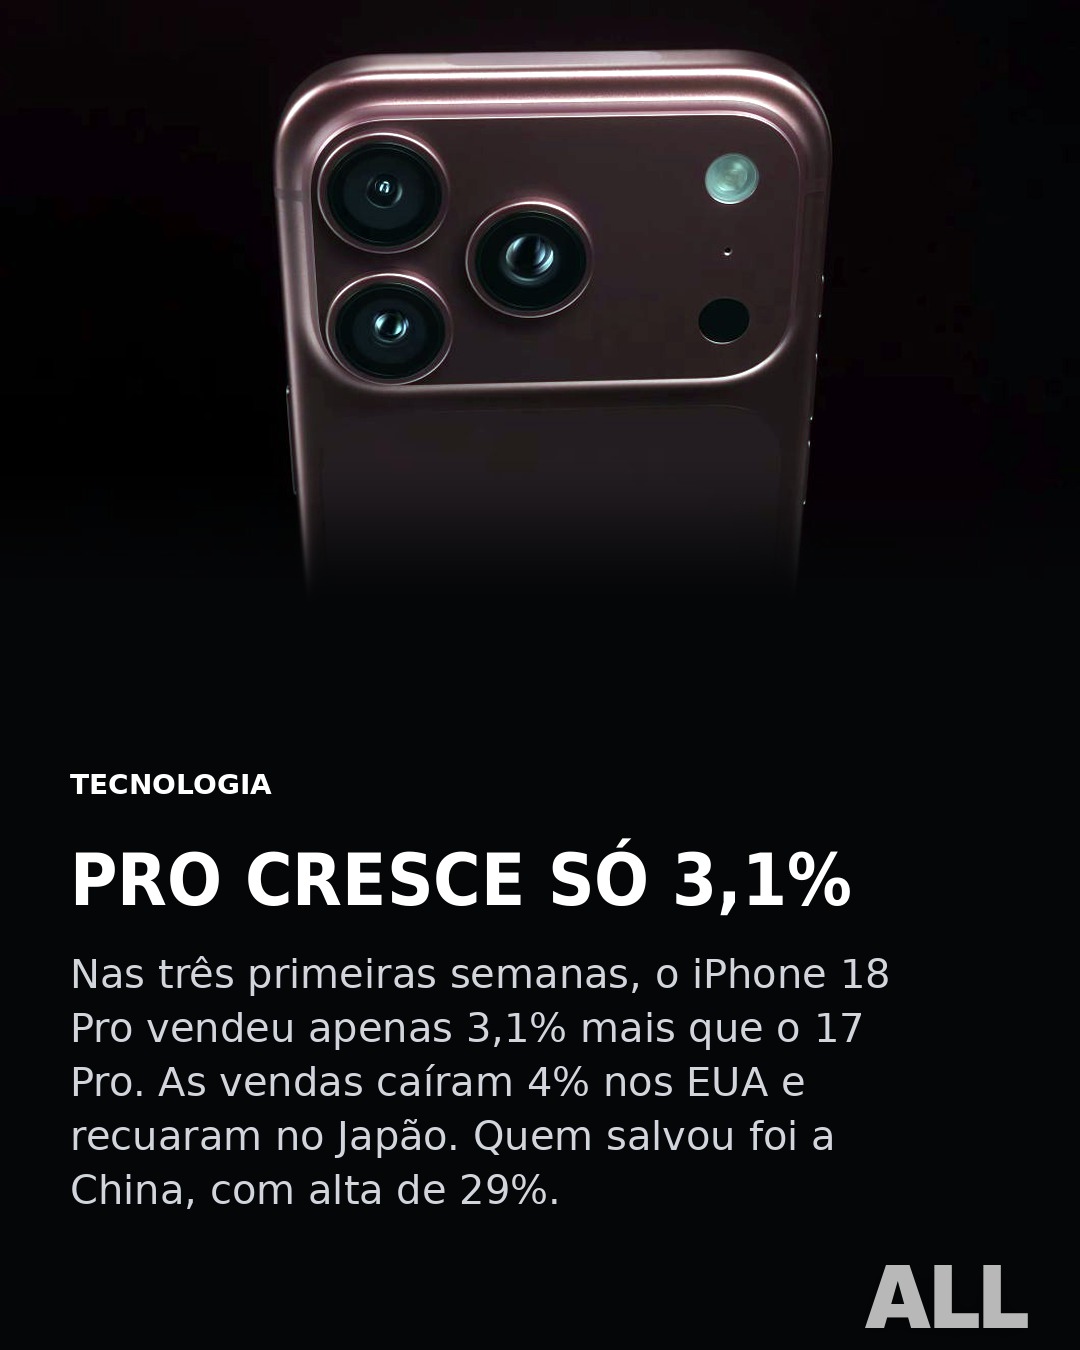 TECNOLOGIA
PRO CRESCE SÓ 3,1%
Nas três primeiras semanas, o iPhone 18
Pro vendeu apenas 3,1% mais que o 17
Pro. As vendas caíram 4% nos EUA e
recuaram no Japão. Quem salvou foi a
China, com alta de 29%.
ALL